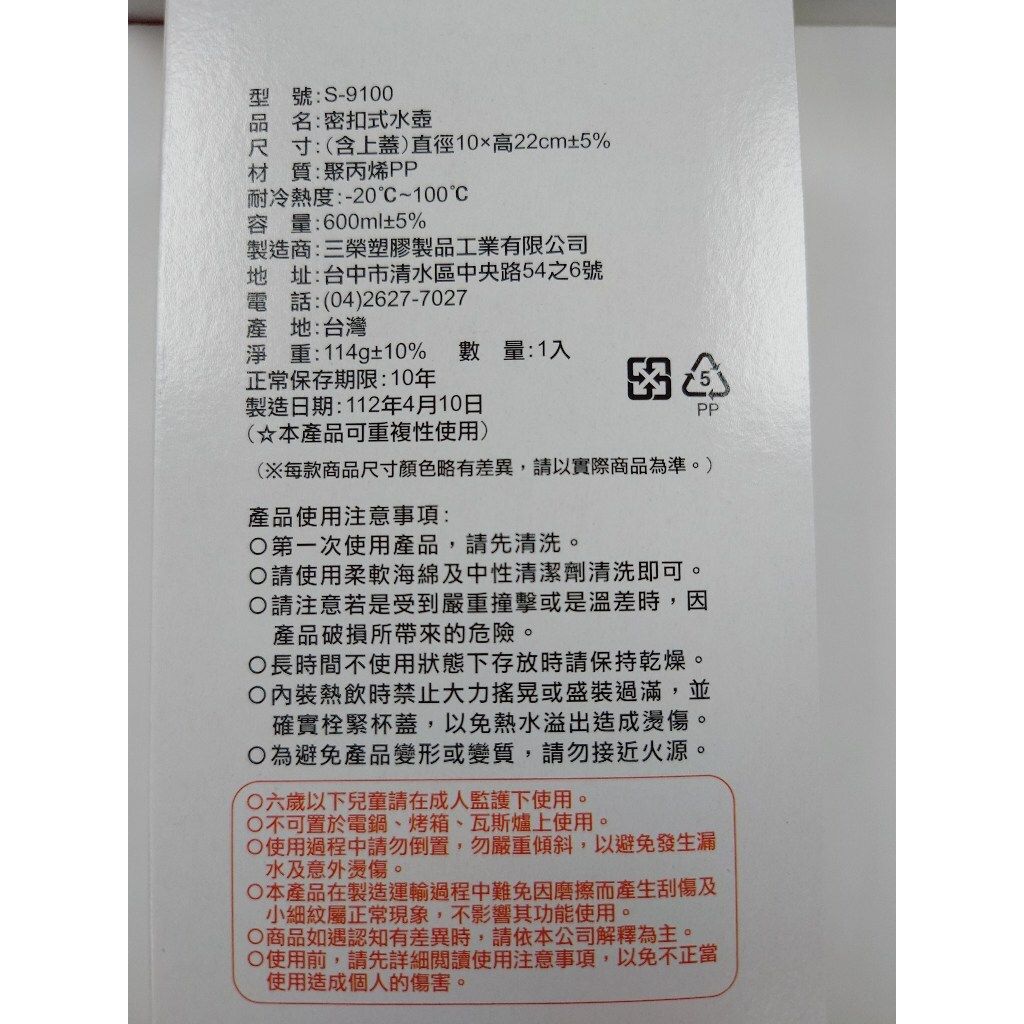 型　號:S-9100
品　名:密扣式水壺
尺　寸:(含上蓋)直徑10×高22cm±5%
材　質:聚丙烯PP
耐冷熱度:-20℃~100℃
容　量:600ml±5%
製造商:三榮塑膠製品工業有限公司
地　址:台中市清水區中央路54之6號
電　話:(04)2627-7027
產　地:台灣
淨　重:114g±10%　數　量:1入
正常保存期限:10年
製造日期:112年4月10日
(☆本產品可重複性使用)
5
PP
(※每款商品尺寸顏色略有差異，請以實際商品為準。)
產品使用注意事項:
○第一次使用產品，請先清洗。
○請使用柔軟海綿及中性清潔劑清洗即可。
○請注意若是受到嚴重撞擊或是溫差時，因
產品破損所帶來的危險。
○長時間不使用狀態下存放時請保持乾燥。
○內裝熱飲時禁止大力搖晃或盛裝過滿，並
確實栓緊杯蓋，以免熱水溢出造成燙傷。
○為避免產品變形或變質，請勿接近火源。
○六歲以下兒童請在成人監護下使用。
○不可置於電鍋、烤箱、瓦斯爐上使用。
○使用過程中請勿倒置，勿嚴重傾斜，以避免發生漏
水及意外燙傷。
○本產品在製造運輸過程中難免因磨擦而產生刮傷及
小細紋屬正常現象，不影響其功能使用。
○商品如遇認知有差異時，請依本公司解釋為主。
○使用前，請先詳細閱讀使用注意事項，以免不正當
使用造成個人的傷害。